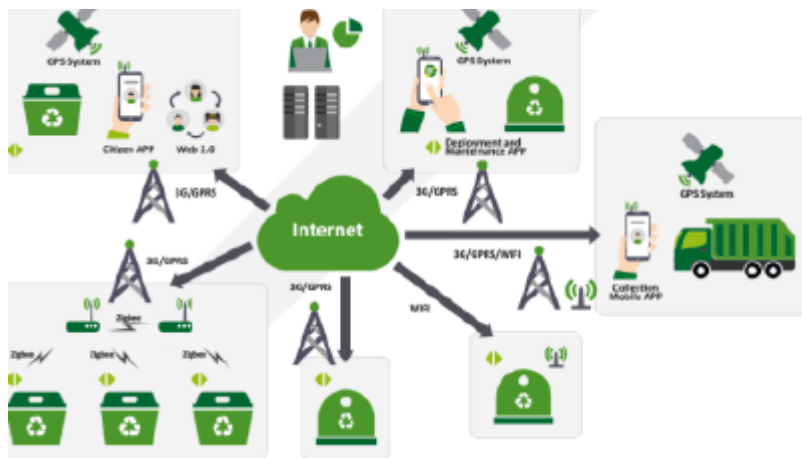 GPS System
Citizen APP
Web 2.0
GPS System
Deployment and
Maintenance APP
3G/GPRS
3G/GPRS
Internet
GPS System
3G/GPRS
3G/GPRS/WIFI
Collection
Mobile APP
3G/GPRS
WIFI
Zigbee
Zigbee
Zigbee
Zigbee